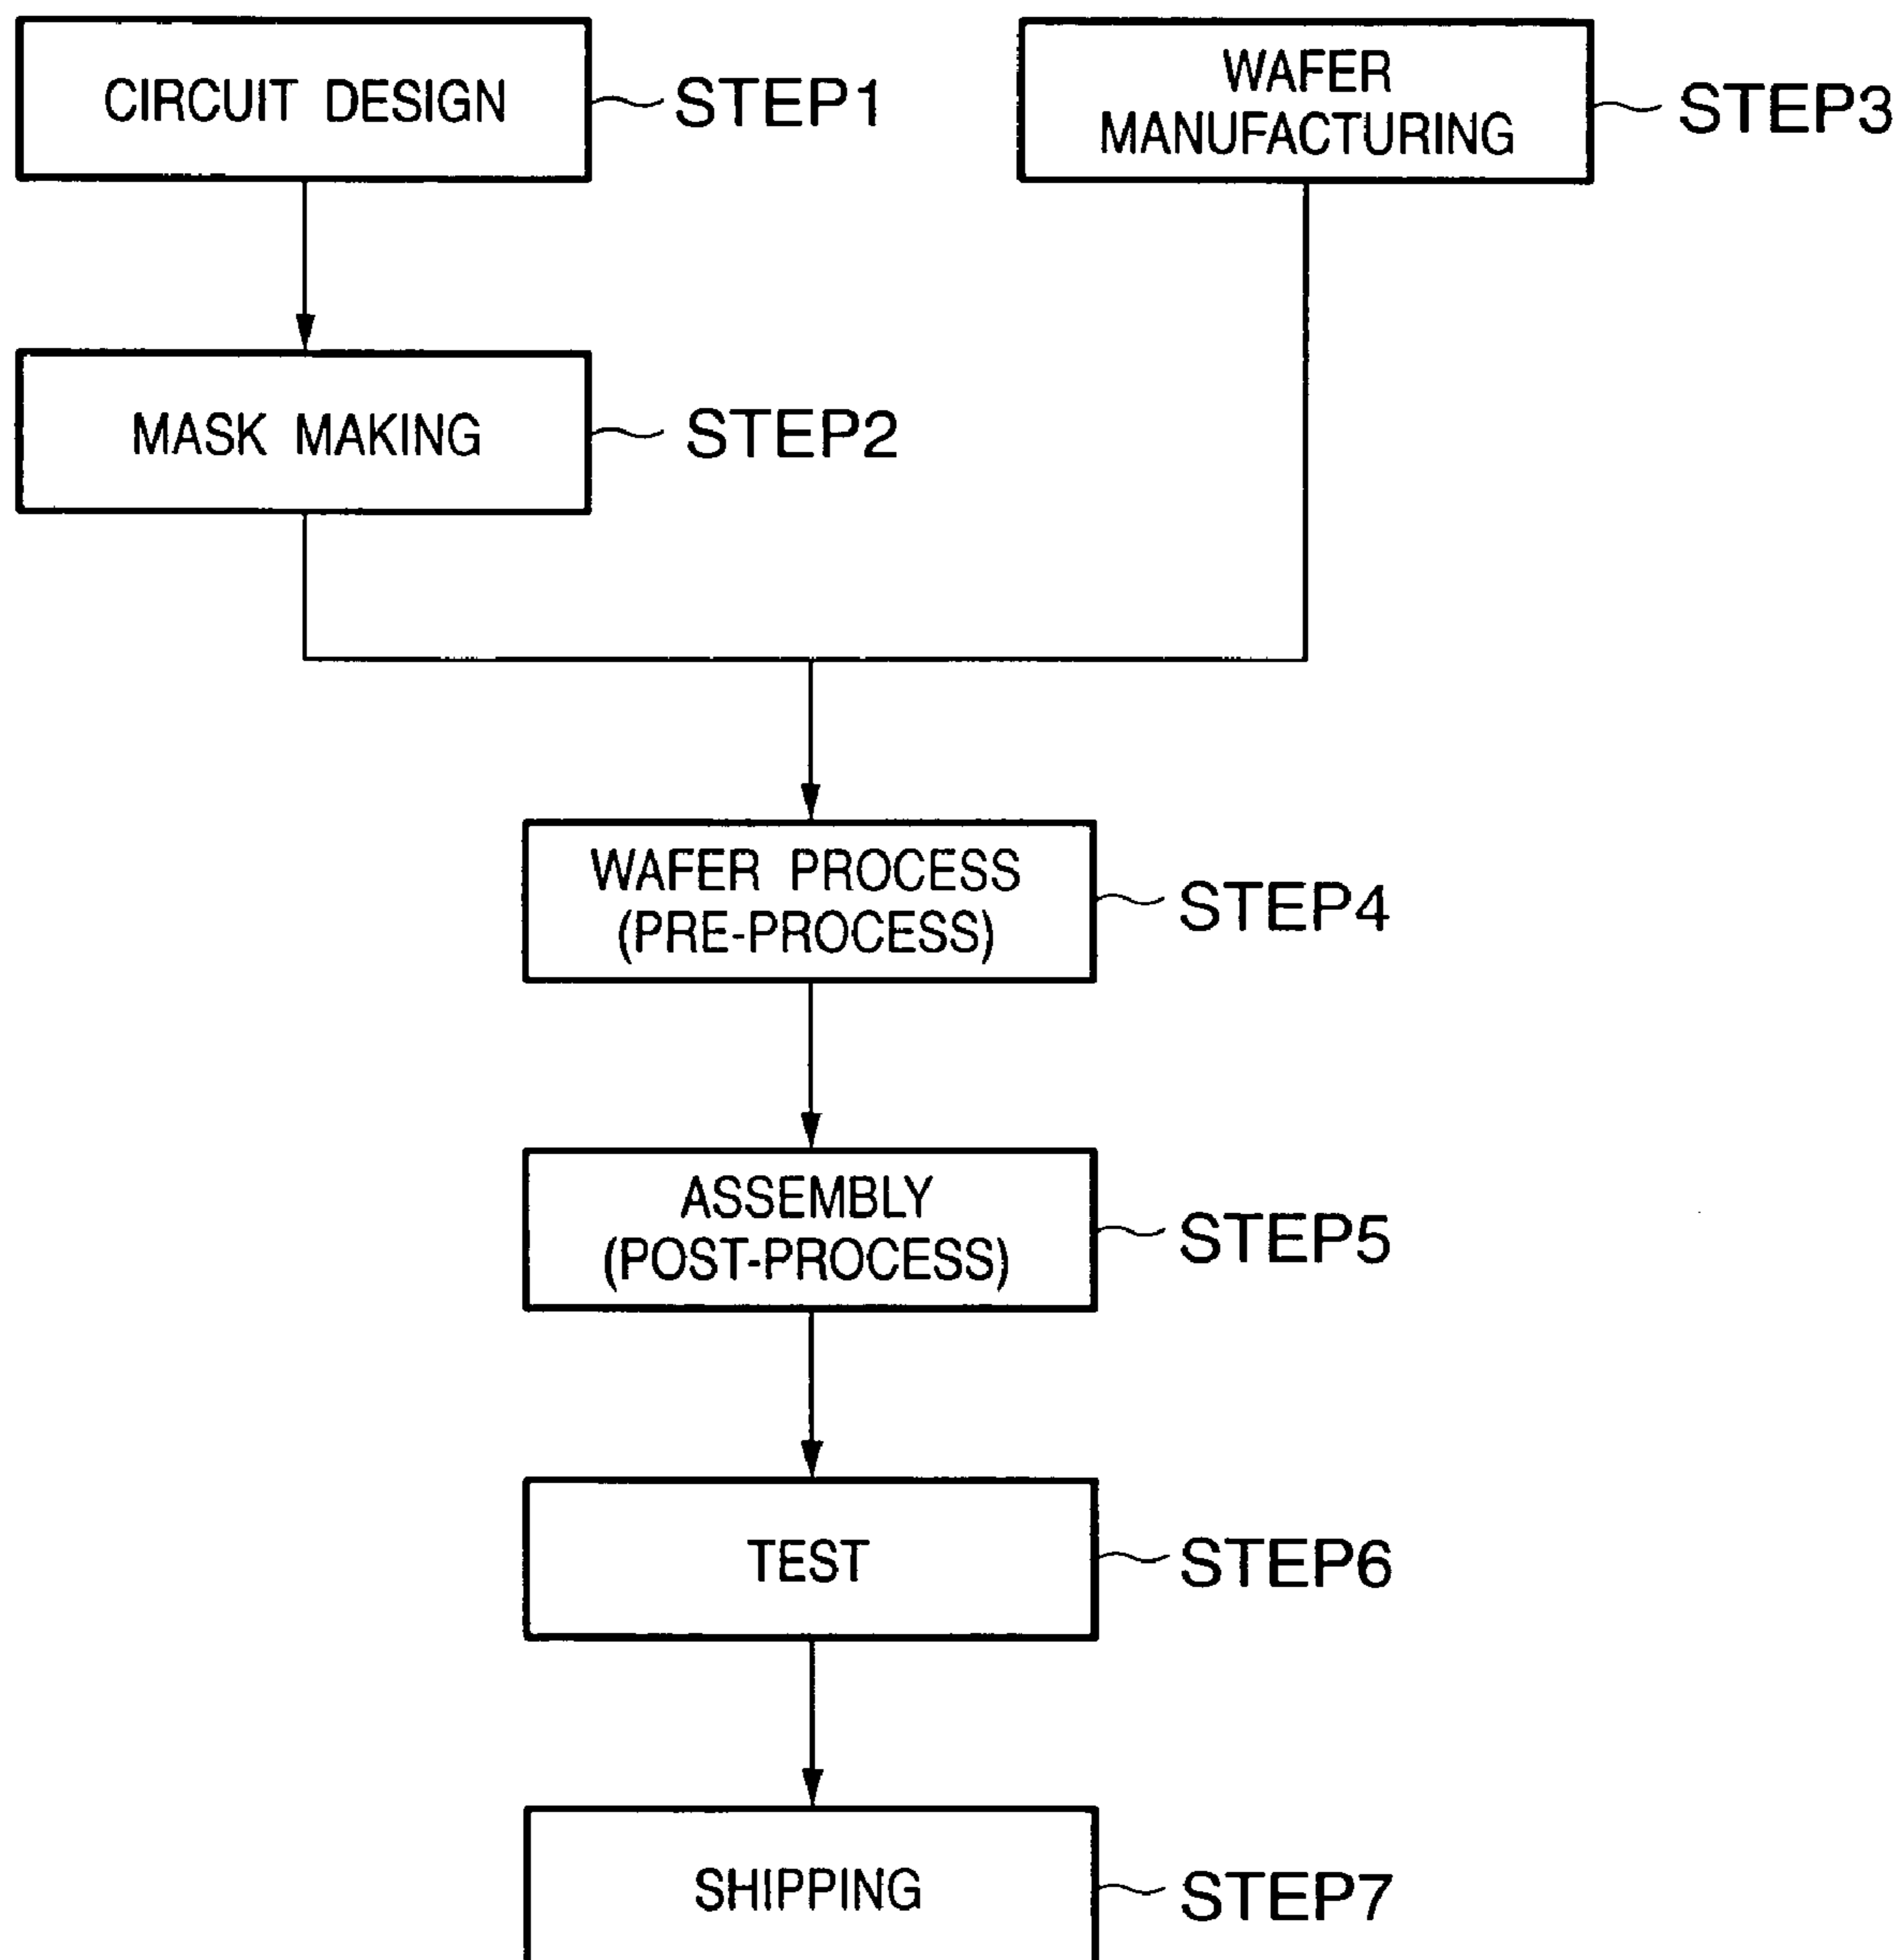 CIRCUIT DESIGN
STEP1
WAFER
MANUFACTURING
STEP3
MASK MAKING
STEP2
WAFER PROCESS
(PRE-PROCESS)
STEP4
ASSEMBLY
(POST-PROCESS)
STEP5
TEST
STEP6
SHIPPING
STEP7